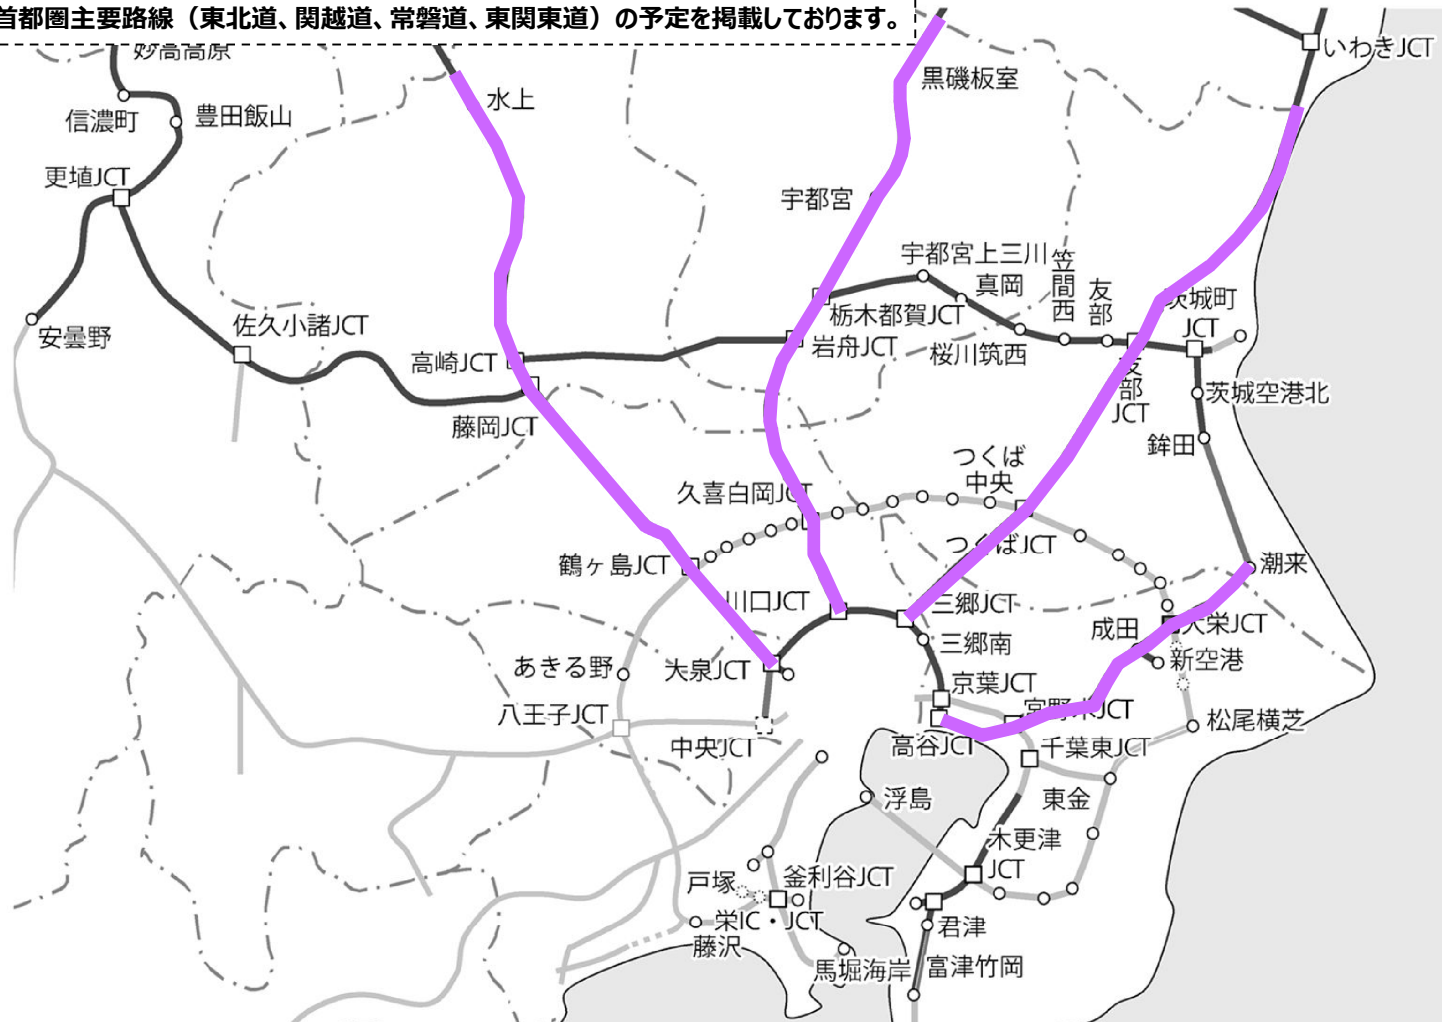 首都圏主要路線（東北道、関越道、常磐道、東関東道）の予定を掲載しております。
妙高高原
水上
黒磯板室
いわきJCT
信濃町
豊田飯山
更埴JCT
宇都宮
宇都宮上三川
笠間西
友部
真岡
茨城町
JCT
栃木都賀JCT
安曇野
佐久小諸JCT
高崎JCT
岩舟JCT
桜川筑西
友部
JCT
茨城空港北
藤岡JCT
鉾田
つくば
中央
久喜白岡JCT
つくばJCT
鶴ヶ島JCT
潮来
川口JCT
三郷JCT
成田
大栄JCT
三郷南
新空港
あきる野
大泉JCT
京葉JCT
八王子JCT
宮野木JCT
松尾横芝
中央JCT
高谷JCT
千葉東JCT
浮島
東金
木更津
JCT
戸塚
釜利谷JCT
栄IC・JCT
藤沢
君津
馬堀海岸
富津竹岡